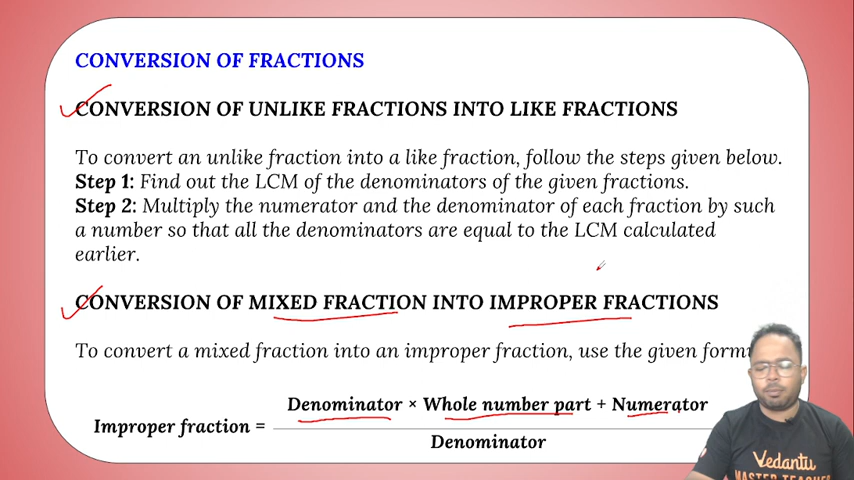 CONVERSION OF FRACTIONS
CONVERSION OF UNLIKE FRACTIONS INTO LIKE FRACTIONS
To convert an unlike fraction into a like fraction, follow the steps given below.
Step 1: Find out the LCM of the denominators of the given fractions.
Step 2: Multiply the numerator and the denominator of each fraction by such
a number so that all the denominators are equal to the LCM calculated
earlier.
CONVERSION OF MIXED FRACTION INTO IMPROPER FRACTIONS
To convert a mixed fraction into an improper fraction, use the given
Denominator × Whole number part + Numerator
Improper fraction =
Denominator
Vedantu
MASTER TEACHER